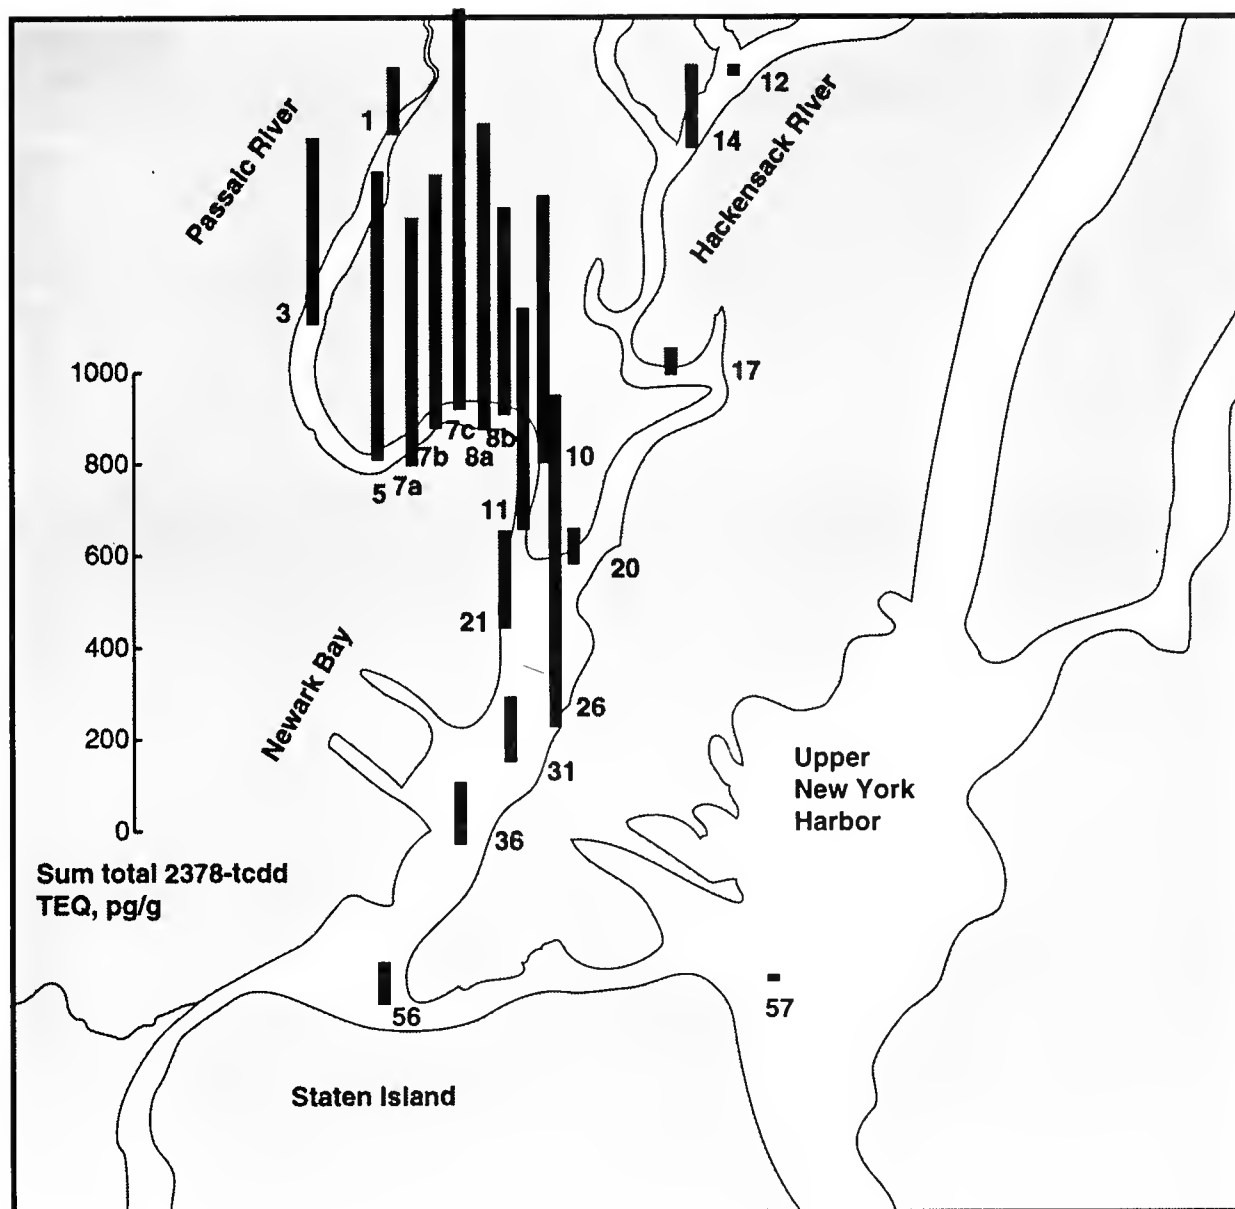 12
Passaic River
1
14
Hackensack River
3
17
1000
7c
8b
7b
8a
10
800
5
7a
11
600
20
21
400
Newark Bay
26
200
31
Upper
New York
Harbor
0
36
Sum total 2378-tcdd
TEQ, pg/g
57
56
Staten Island